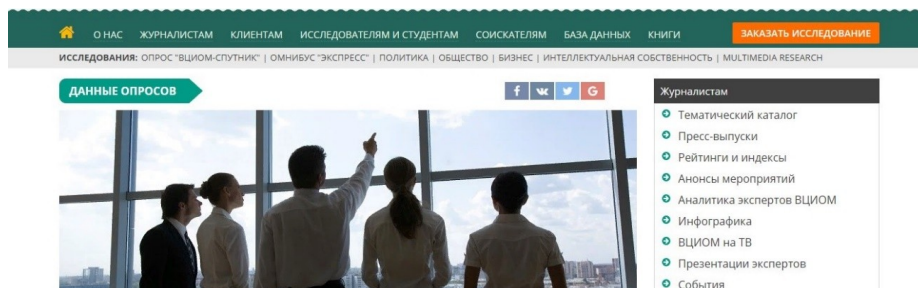 О НАС ЖУРНАЛИСТАМ КЛИЕНТАМ ИССЛЕДОВАТЕЛЯМ И СТУДЕНТАМ СОИСКАТЕЛЯМ БАЗА ДАННЫХ КНИГИ ЗАКАЗАТЬ ИССЛЕДОВАНИЕ
ИССЛЕДОВАНИЯ: ОПРОС "ВЦИОМ-СПУТНИК" | ОМНИБУС "ЭКСПРЕСС" | ПОЛИТИКА | ОБЩЕСТВО | БИЗНЕС | ИНТЕЛЛЕКТУАЛЬНАЯ СОБСТВЕННОСТЬ | MULTIMEDIA RESEARCH
ДАННЫЕ ОПРОСОВ
Журналистам
Тематический каталог
Пресс-выпуски
Рейтинги и индексы
Анонсы мероприятий
Аналитика экспертов ВЦИОМ
Инфографика
ВЦИОМ на ТВ
Презентации экспертов
События